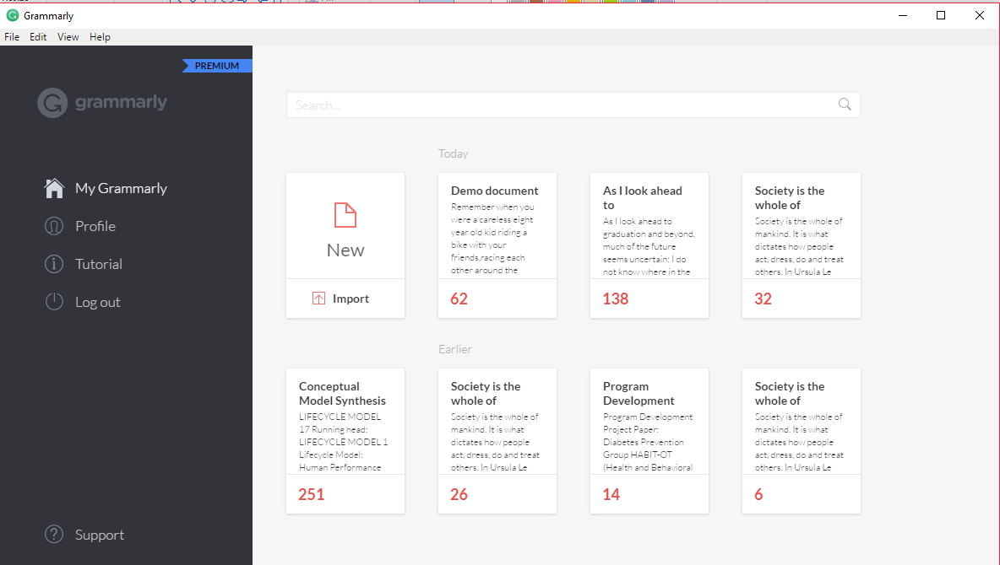 Grammarly
File Edit View Help
PREMIUM
grammarly
My Grammarly
Profile
Tutorial
Log out
Support
Search...
Today
New
Import
Demo document
Remember when you
were a careless eight
year old kid riding a
bike with your
friends,racing each
other around the
62
As I look ahead
to
As I look ahead to
graduation and beyond,
much of the future
seems uncertain; I do
not know where in the
138
Society is the
whole of
Society is the whole of
mankind. It is what
dictates how people
act, dress, do and treat
others. In Ursula Le
32
Earlier
Conceptual
Model Synthesis
LIFECYCLE MODEL
17 Running head:
LIFECYCLE MODEL 1
Lifecycle Model:
Human Performance
251
Society is the
whole of
Society is the whole of
mankind. It is what
dictates how people
act, dress, do and treat
others. In Ursula Le
26
Program
Development
Program Development
Project Paper:
Diabetes Prevention
Group HABIT-OT
(Health and Behavioral
14
Society is the
whole of
Society is the whole of
mankind. It is what
dictates how people
act, dress, do and treat
others. In Ursula Le
6